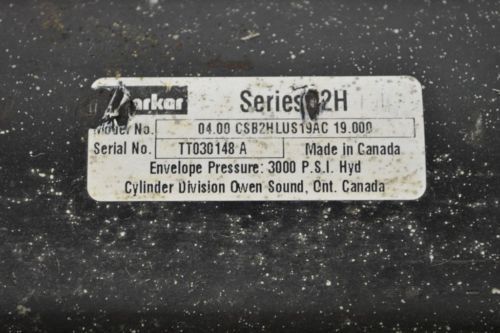 Parker Series 2H
Model No. 04.00 CSB2HLUS19AC 19.000
Serial No. TT030148 A Made in Canada
Envelope Pressure: 3000 P.S.I. Hyd
Cylinder Division Owen Sound, Ont. Canada